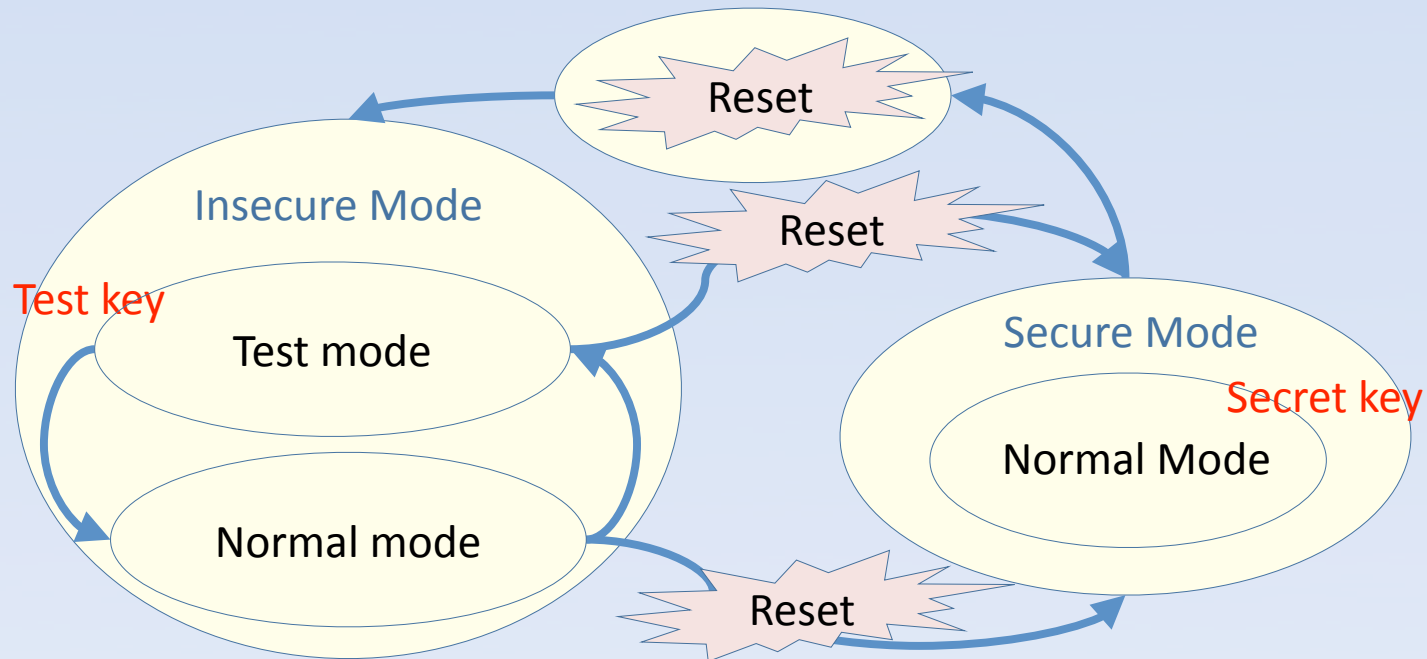 Reset
Insecure Mode
Reset
Test key
Test mode
Secure Mode
Secret key
Normal Mode
Normal mode
Reset